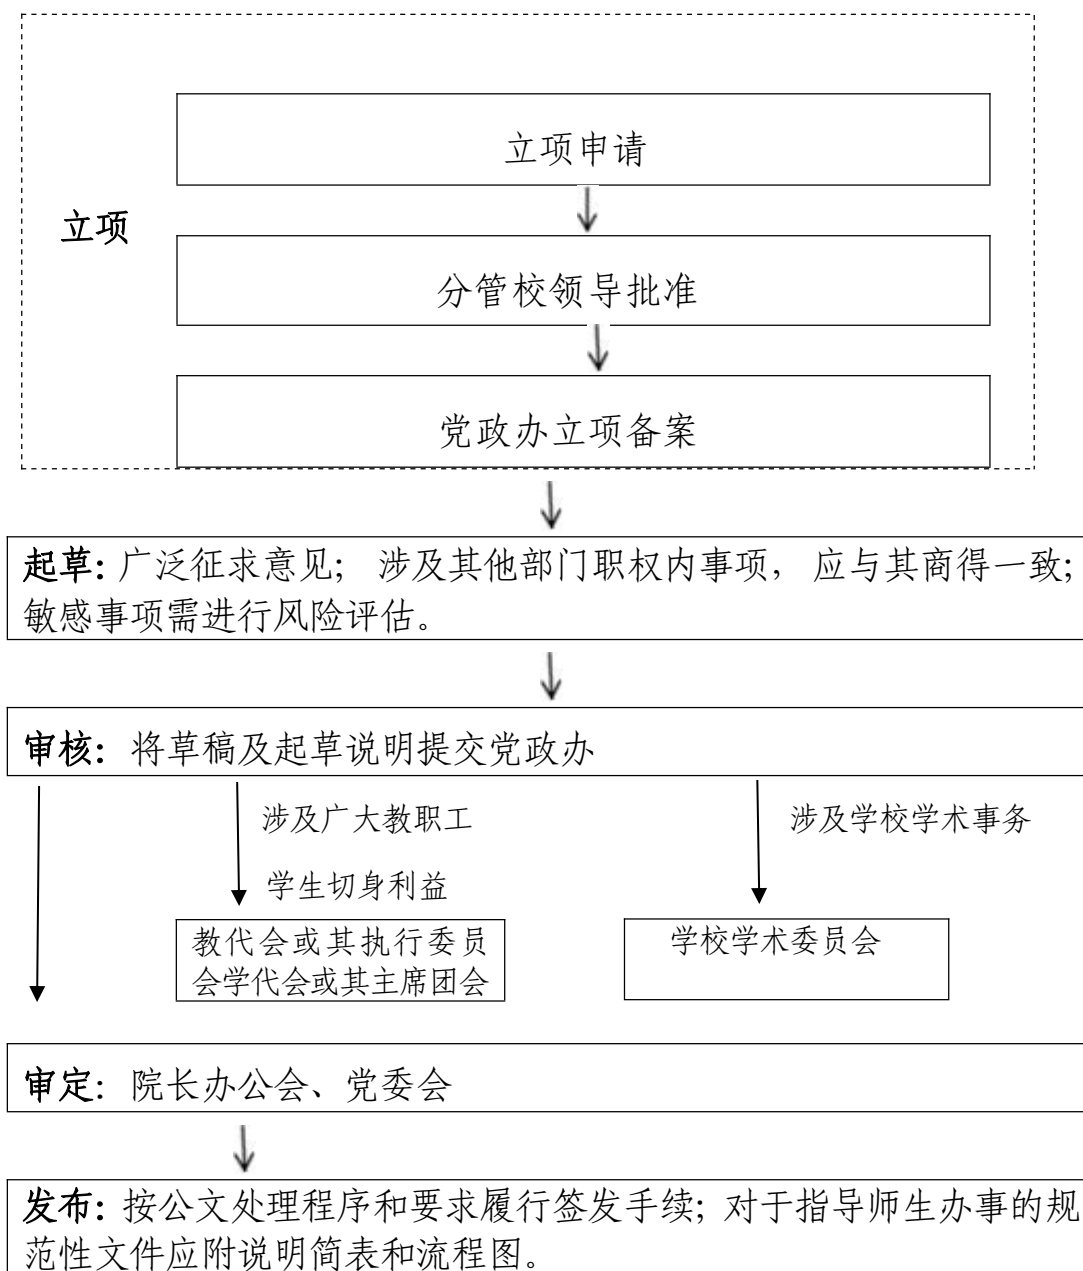 立项申请
立项
分管校领导批准
党政办立项备案
起草：广泛征求意见； 涉及其他部门职权内事项， 应与其商得一致；
敏感事项需进行风险评估。
审核：将草稿及起草说明提交党政办
涉及广大教职工
学生切身利益
涉及学校学术事务
教代会或其执行委员
会学代会或其主席团会
学校学术委员会
审定：院长办公会、党委会
发布：按公文处理程序和要求履行签发手续；对于指导师生办事的规
范性文件应附说明简表和流程图。